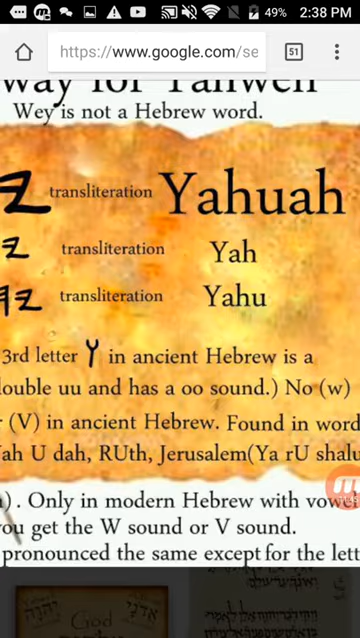 49% 2:38 PM
https://www.google.com/se 51
way for Yahweh
Wey is not a Hebrew word.
transliteration Yahuah
transliteration Yah
transliteration Yahu
3rd letter 𐤅 in ancient Hebrew is a
ouble uu and has a oo sound.) No (w)
(V) in ancient Hebrew. Found in word
ah U dah, RUth, Jerusalem(Ya rU shalu
). Only in modern Hebrew with vowe
ou get the W sound or V sound.
pronounced the same except for the lett
God